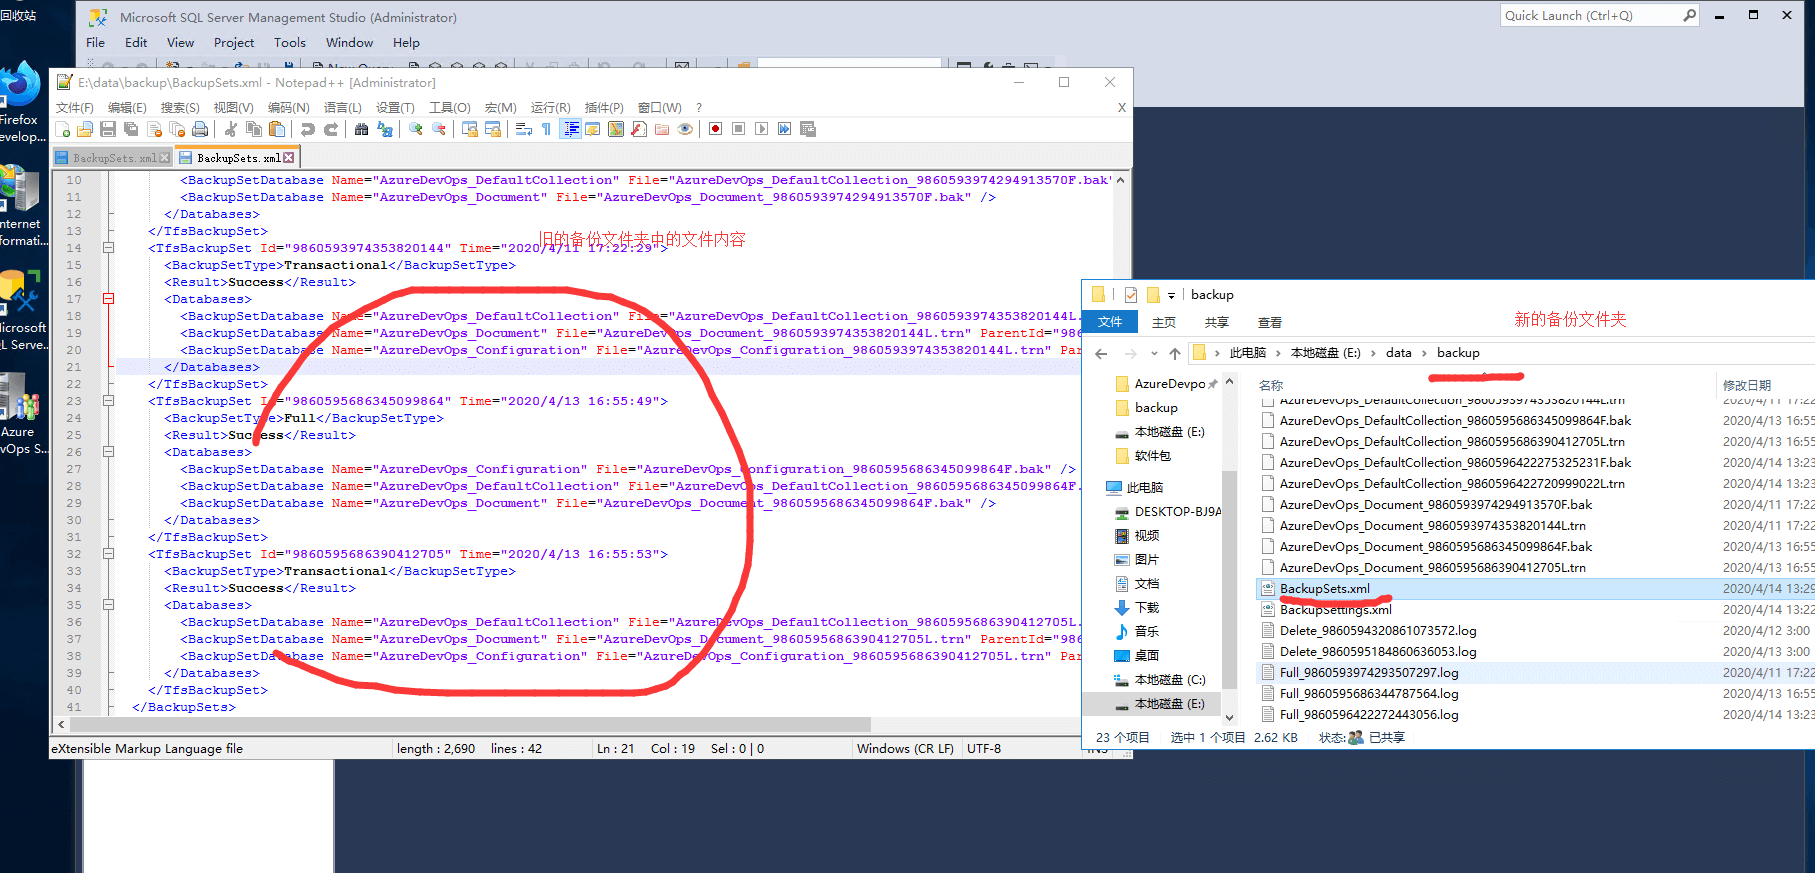 回收站
Microsoft SQL Server Management Studio (Administrator)
Quick Launch (Ctrl+Q)
File Edit View Project Tools Window Help
Firefox
evelop...
nternet
formati...
icrosoft
QL Serve...
Azure
vOps S...
E:\data\backup\BackupSets.xml - Notepad++ [Administrator]
文件(F) 编辑(E) 搜索(S) 视图(V) 编码(N) 语言(L) 设置(T) 工具(O) 宏(M) 运行(R) 插件(P) 窗口(W) ? X
BackupSets.xml BackupSets.xml
10 <BackupSetDatabase Name="AzureDevOps_DefaultCollection" File="AzureDevOps_DefaultCollection_9860593974294913570F.bak"
11 <BackupSetDatabase Name="AzureDevOps_Document" File="AzureDevOps_Document_9860593974294913570F.bak" />
12 </Databases>
13 </TfsBackupSet>
旧的备份文件夹中的文件内容
14 <TfsBackupSet Id="9860593974353820144" Time="2020/4/11 17:22:29">
15 <BackupSetType>Transactional</BackupSetType>
16 <Result>Success</Result>
17 <Databases>
18 <BackupSetDatabase Name="AzureDevOps_DefaultCollection" File="AzureDevOps_DefaultCollection_9860593974353820144L.
19 <BackupSetDatabase Name="AzureDevOps_Document" File="AzureDevOps_Document_9860593974353820144L.trn" ParentId="986
20 <BackupSetDatabase Name="AzureDevOps_Configuration" File="AzureDevOps_Configuration_9860593974353820144L.trn" Par
21 </Databases>
22 </TfsBackupSet>
23 <TfsBackupSet Id="9860595686345099864" Time="2020/4/13 16:55:49">
24 <BackupSetType>Full</BackupSetType>
25 <Result>Success</Result>
26 <Databases>
27 <BackupSetDatabase Name="AzureDevOps_Configuration" File="AzureDevOps_Configuration_9860595686345099864F.bak" />
28 <BackupSetDatabase Name="AzureDevOps_DefaultCollection" File="AzureDevOps_DefaultCollection_9860595686345099864F.
29 <BackupSetDatabase Name="AzureDevOps_Document" File="AzureDevOps_Document_9860595686345099864F.bak" />
30 </Databases>
31 </TfsBackupSet>
32 <TfsBackupSet Id="9860595686390412705" Time="2020/4/13 16:55:53">
33 <BackupSetType>Transactional</BackupSetType>
34 <Result>Success</Result>
35 <Databases>
36 <BackupSetDatabase Name="AzureDevOps_DefaultCollection" File="AzureDevOps_DefaultCollection_9860595686390412705L.
37 <BackupSetDatabase Name="AzureDevOps_Document" File="AzureDevOps_Document_9860595686390412705L.trn" ParentId="986
38 <BackupSetDatabase Name="AzureDevOps_Configuration" File="AzureDevOps_Configuration_9860595686390412705L.trn" Par
39 </Databases>
40 </TfsBackupSet>
41 </BackupSets>
eXtensible Markup Language file length : 2,690 lines : 42 Ln : 21 Col : 19 Sel : 0 | 0 Windows (CR LF) UTF-8 INS
backup
文件 主页 共享 查看
新的备份文件夹
此电脑 › 本地磁盘 (E:) › data › backup
AzureDevpo
backup
本地磁盘 (E:)
软件包
此电脑
DESKTOP-BJ9A
视频
图片
文档
下载
音乐
桌面
本地磁盘 (C:)
本地磁盘 (E:)
名称 修改日期
AzureDevOps_DefaultCollection_9860593974353820144L.trn 2020/4/11 17:22
AzureDevOps_DefaultCollection_9860595686345099864F.bak 2020/4/13 16:55
AzureDevOps_DefaultCollection_9860595686390412705L.trn 2020/4/13 16:55
AzureDevOps_DefaultCollection_9860596422275325231F.bak 2020/4/14 13:23
AzureDevOps_DefaultCollection_9860596422720999022L.trn 2020/4/14 13:23
AzureDevOps_Document_9860593974294913570F.bak 2020/4/11 17:22
AzureDevOps_Document_9860593974353820144L.trn 2020/4/11 17:22
AzureDevOps_Document_9860595686345099864F.bak 2020/4/13 16:55
AzureDevOps_Document_9860595686390412705L.trn 2020/4/13 16:55
BackupSets.xml 2020/4/14 13:29
BackupSettings.xml 2020/4/14 13:22
Delete_9860594320861073572.log 2020/4/12 3:00
Delete_9860595184860636053.log 2020/4/13 3:00
Full_9860593974293507297.log 2020/4/11 17:22
Full_9860595686344787564.log 2020/4/13 16:55
Full_9860596422272443056.log 2020/4/14 13:23
23 个项目 选中 1 个项目 2.62 KB 状态: 已共享